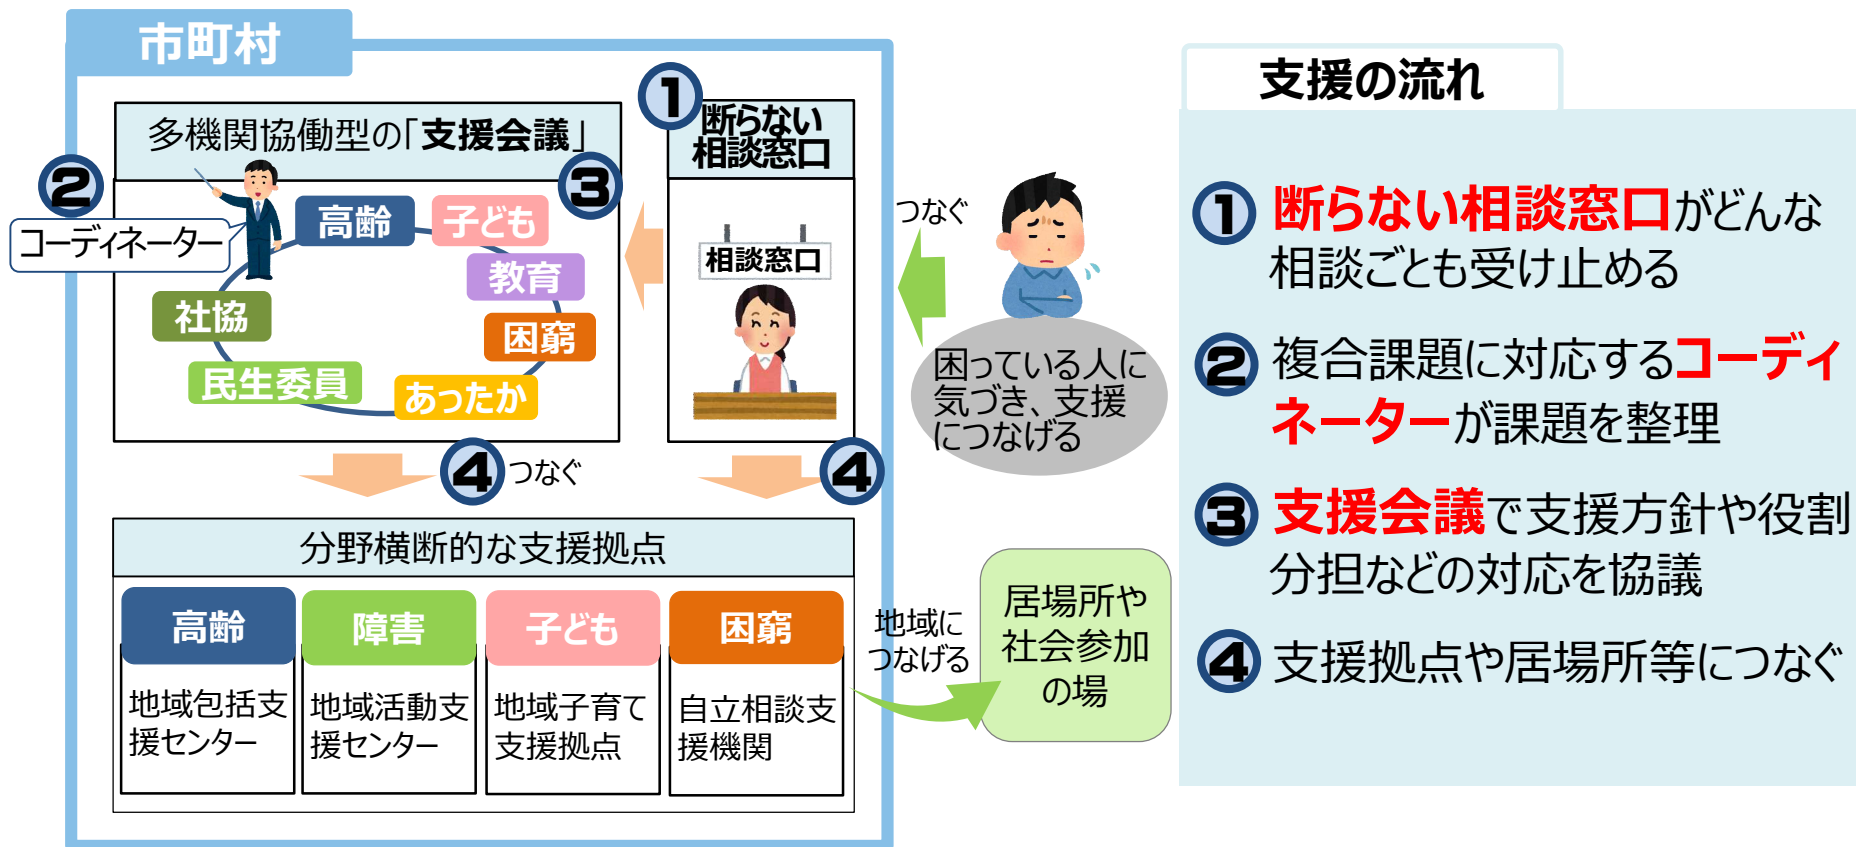 市町村
多機関協働型の「支援会議」
②
コーディネーター
③
高齢
子ども
教育
困窮
あったか
民生委員
社協
①
断らない
相談窓口
相談窓口
つなぐ
困っている人に
気づき、支援
につなげる
④
つなぐ
④
分野横断的な支援拠点
高齢
地域包括支
援センター
障害
地域活動支
援センター
子ども
地域子育て
支援拠点
困窮
自立相談支
援機関
地域に
つなげる
居場所や
社会参加
の場
支援の流れ
① 断らない相談窓口がどんな
相談ごとも受け止める
② 複合課題に対応するコーディ
ネーターが課題を整理
③ 支援会議で支援方針や役割
分担などの対応を協議
④ 支援拠点や居場所等につなぐ